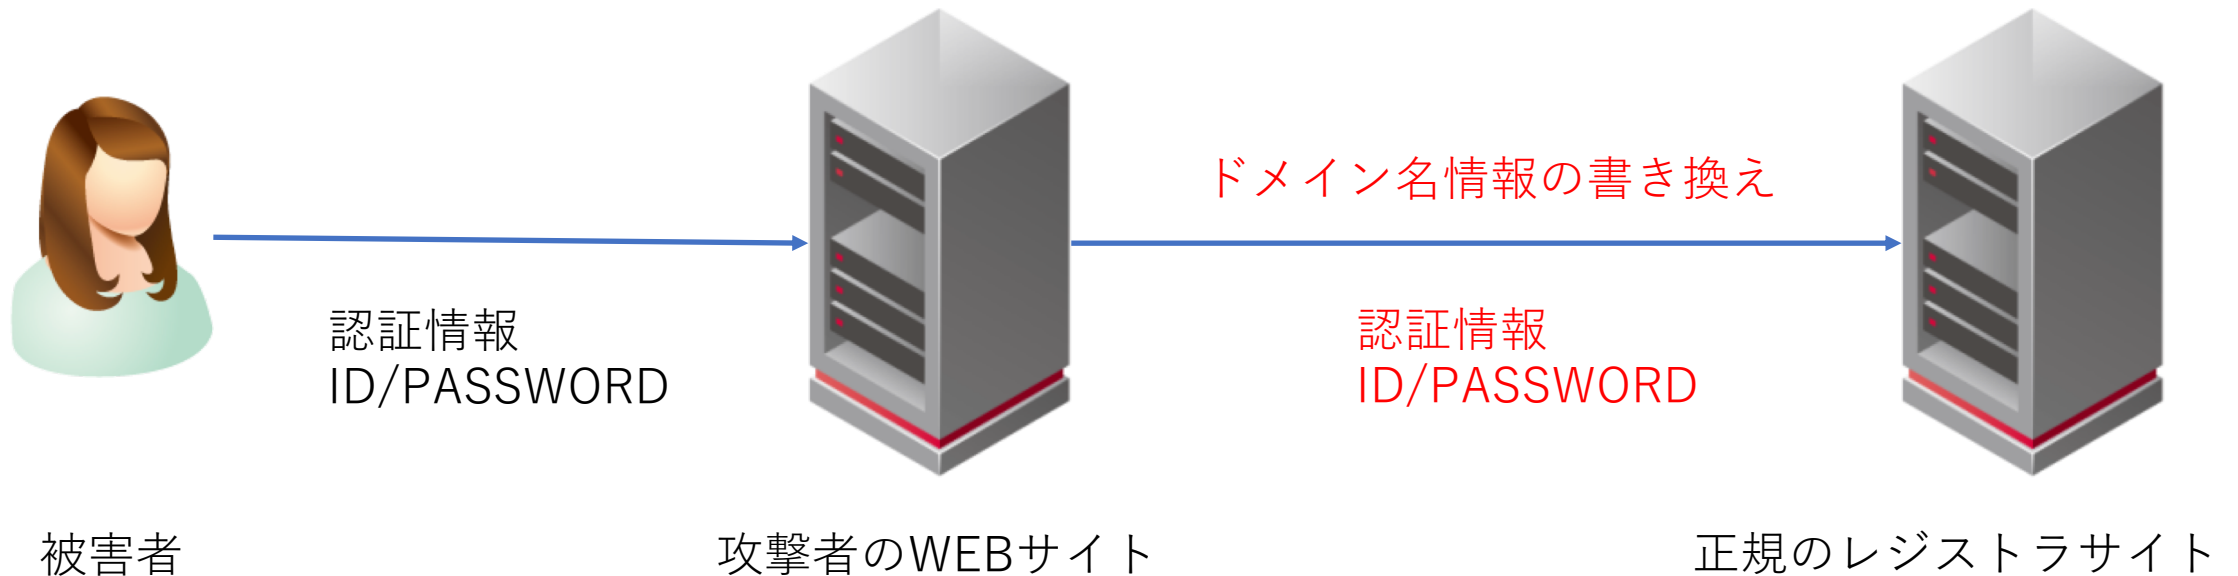 ドメイン名情報の書き換え
認証情報
ID/PASSWORD
認証情報
ID/PASSWORD
被害者
攻撃者のWEBサイト
正規のレジストラサイト